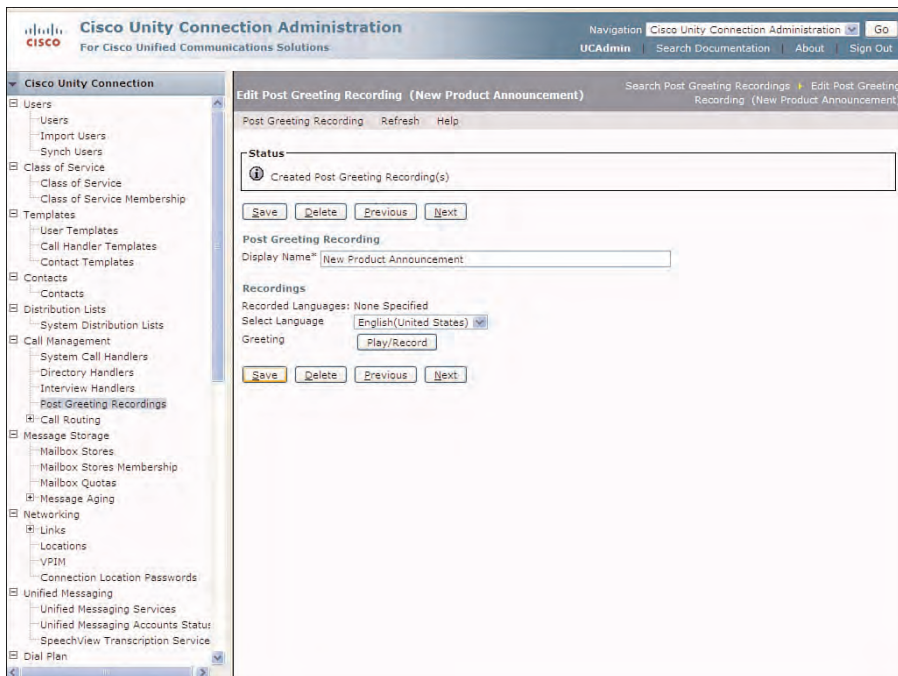 cisco
Cisco Unity Connection Administration
For Cisco Unified Communications Solutions
Navigation Cisco Unity Connection Administration Go
UCAdmin | Search Documentation | About | Sign Out
Cisco Unity Connection
Users
Users
Import Users
Synch Users
Class of Service
Class of Service
Class of Service Membership
Templates
User Templates
Call Handler Templates
Contact Templates
Contacts
Contacts
Distribution Lists
System Distribution Lists
Call Management
System Call Handlers
Directory Handlers
Interview Handlers
Post Greeting Recordings
Call Routing
Message Storage
Mailbox Stores
Mailbox Stores Membership
Mailbox Quotas
Message Aging
Networking
Links
Locations
VPIM
Connection Location Passwords
Unified Messaging
Unified Messaging Services
Unified Messaging Accounts Status
SpeechView Transcription Service
Dial Plan
Edit Post Greeting Recording (New Product Announcement)
Search Post Greeting Recordings Edit Post Greeting
Recording (New Product Announcement
Post Greeting Recording Refresh Help
Status
Created Post Greeting Recording(s)
Save Delete Previous Next
Post Greeting Recording
Display Name* New Product Announcement
Recordings
Recorded Languages: None Specified
Select Language English(United States)
Greeting Play/Record
Save Delete Previous Next